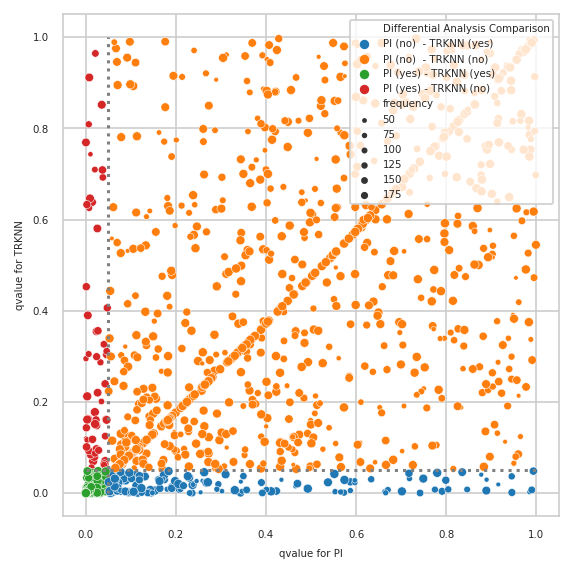 Differential Analysis Comparison
PI (no) - TRKNN (yes)
PI (no) - TRKNN (no)
PI (yes) - TRKNN (yes)
PI (yes) - TRKNN (no)
frequency
50
75
100
125
150
175
1.0
0.8
0.6
0.4
0.2
0.0
qvalue for TRKNN
0.0 0.2 0.4 0.6 0.8 1.0
qvalue for PI